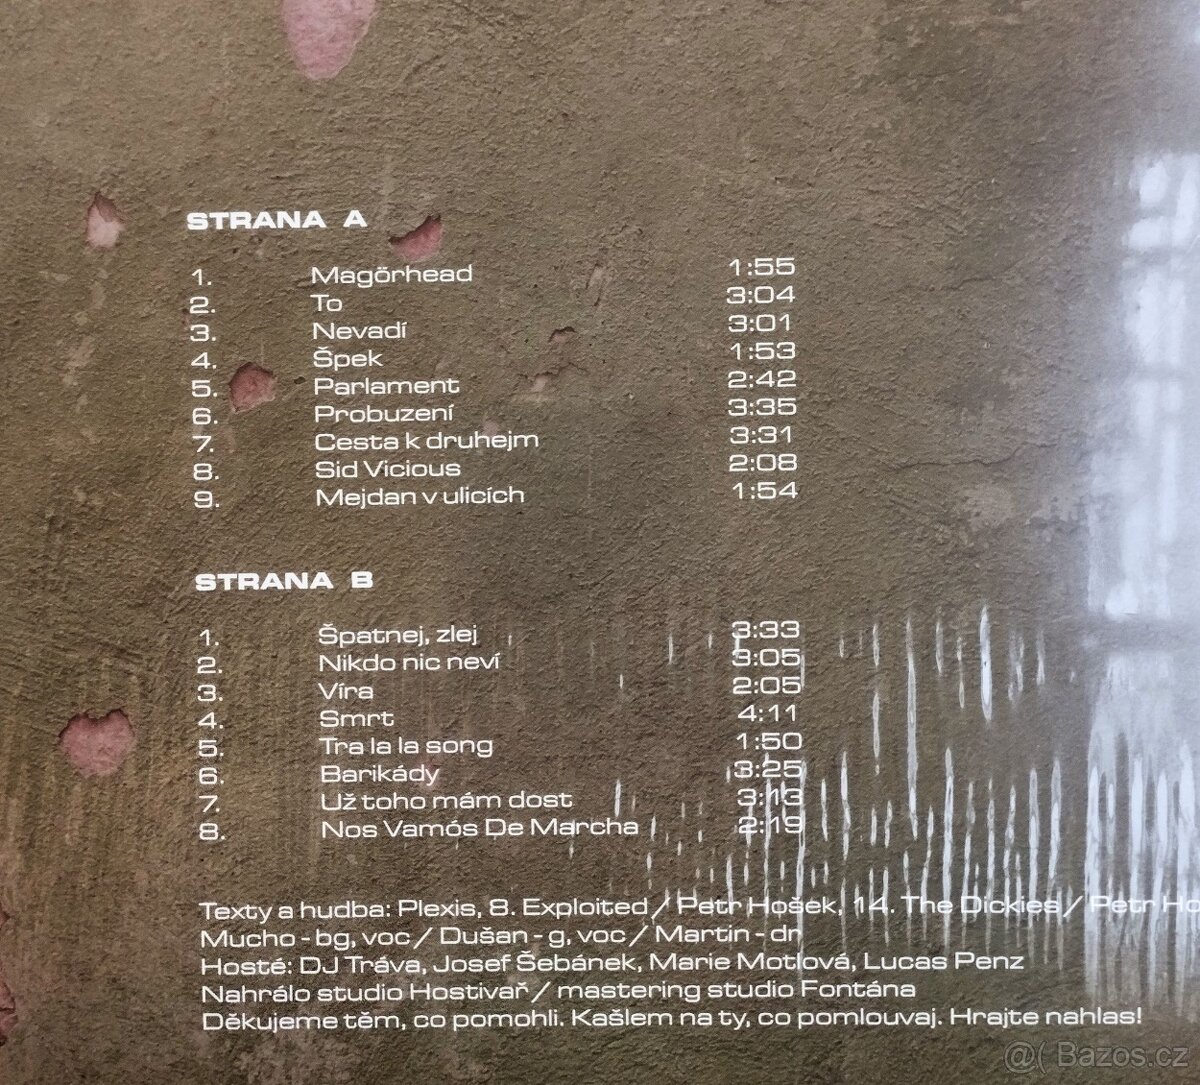 STRANA A
1. Magörhead 1:55
2. To 3:04
3. Nevadí 3:01
4. Špek 1:53
5. Parlament 2:42
6. Probuzení 3:35
7. Cesta k druhejm 3:31
8. Sid Vicious 2:08
9. Mejdan v ulicích 1:54
STRANA B
1. Špatnej, zlej 3:33
2. Nikdo nic neví 3:05
3. Víra 2:05
4. Smrt 4:11
5. Tra la la song 1:50
6. Barikády 3:25
7. Už toho mám dost 3:13
8. Nos Vamós De Marcha 2:19
Texty a hudba: Plexis, 8. Exploited / Petr Hošek, 14. The Dickies / Petr Ho
Mucho - bg, voc / Dušan - g, voc / Martin - dr
Hosté: DJ Tráva, Josef Šebánek, Marie Motlová, Lucas Penz
Nahrálo studio Hostivař / mastering studio Fontána
Děkujeme těm, co pomohli. Kašlem na ty, co pomlouvaj. Hrajte nahlas!
@( Bazos.cz